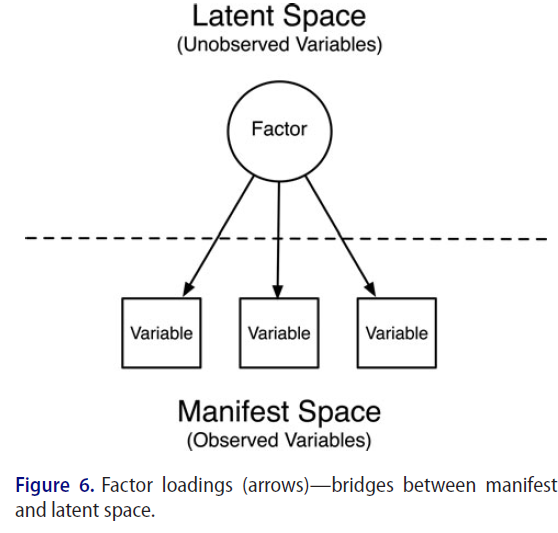 Latent Space
(Unobserved Variables)
Factor
Variable Variable Variable
Manifest Space
(Observed Variables)
Figure 6. Factor loadings (arrows)—bridges between manifest
and latent space.